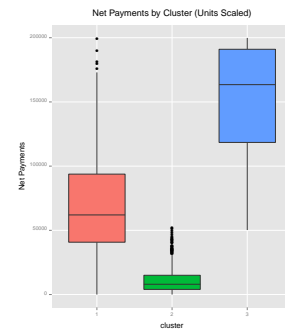 Net Payments by Cluster (Units Scaled)
200000
150000
Net Payments
100000
50000
0
1 2 3
cluster